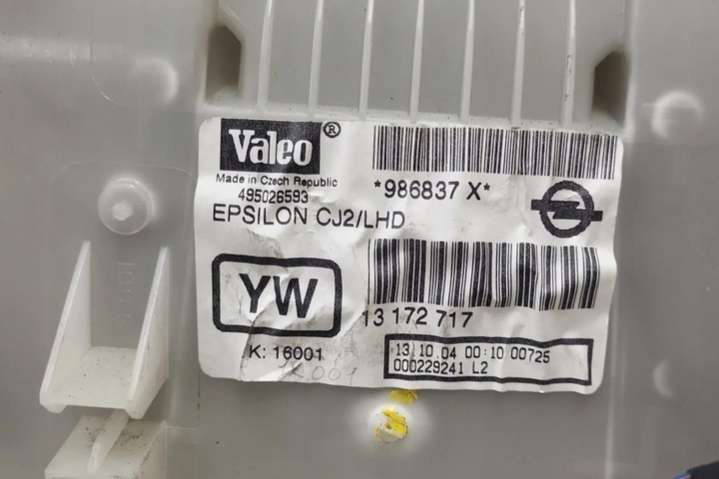 Valeo ®
Made in Czech Republic
495026593
*986837 X*
EPSILON CJ2/LHD
YW
13 172 717
K: 16001
13.10.04 00:10 00725
000229241 L2